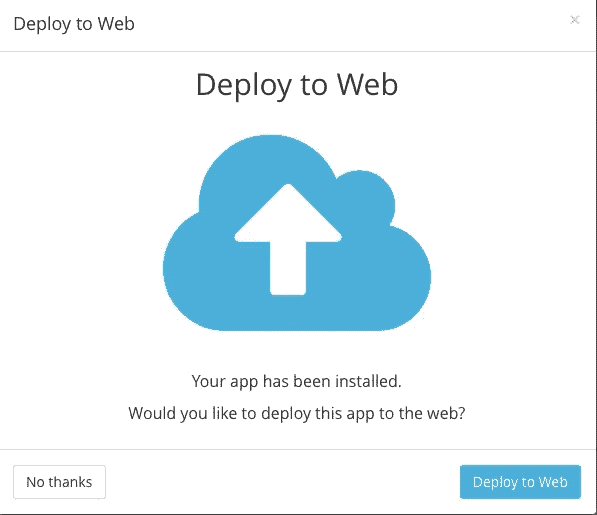 Deploy to Web
×
Deploy to Web
Your app has been installed.
Would you like to deploy this app to the web?
No thanks
Deploy to Web